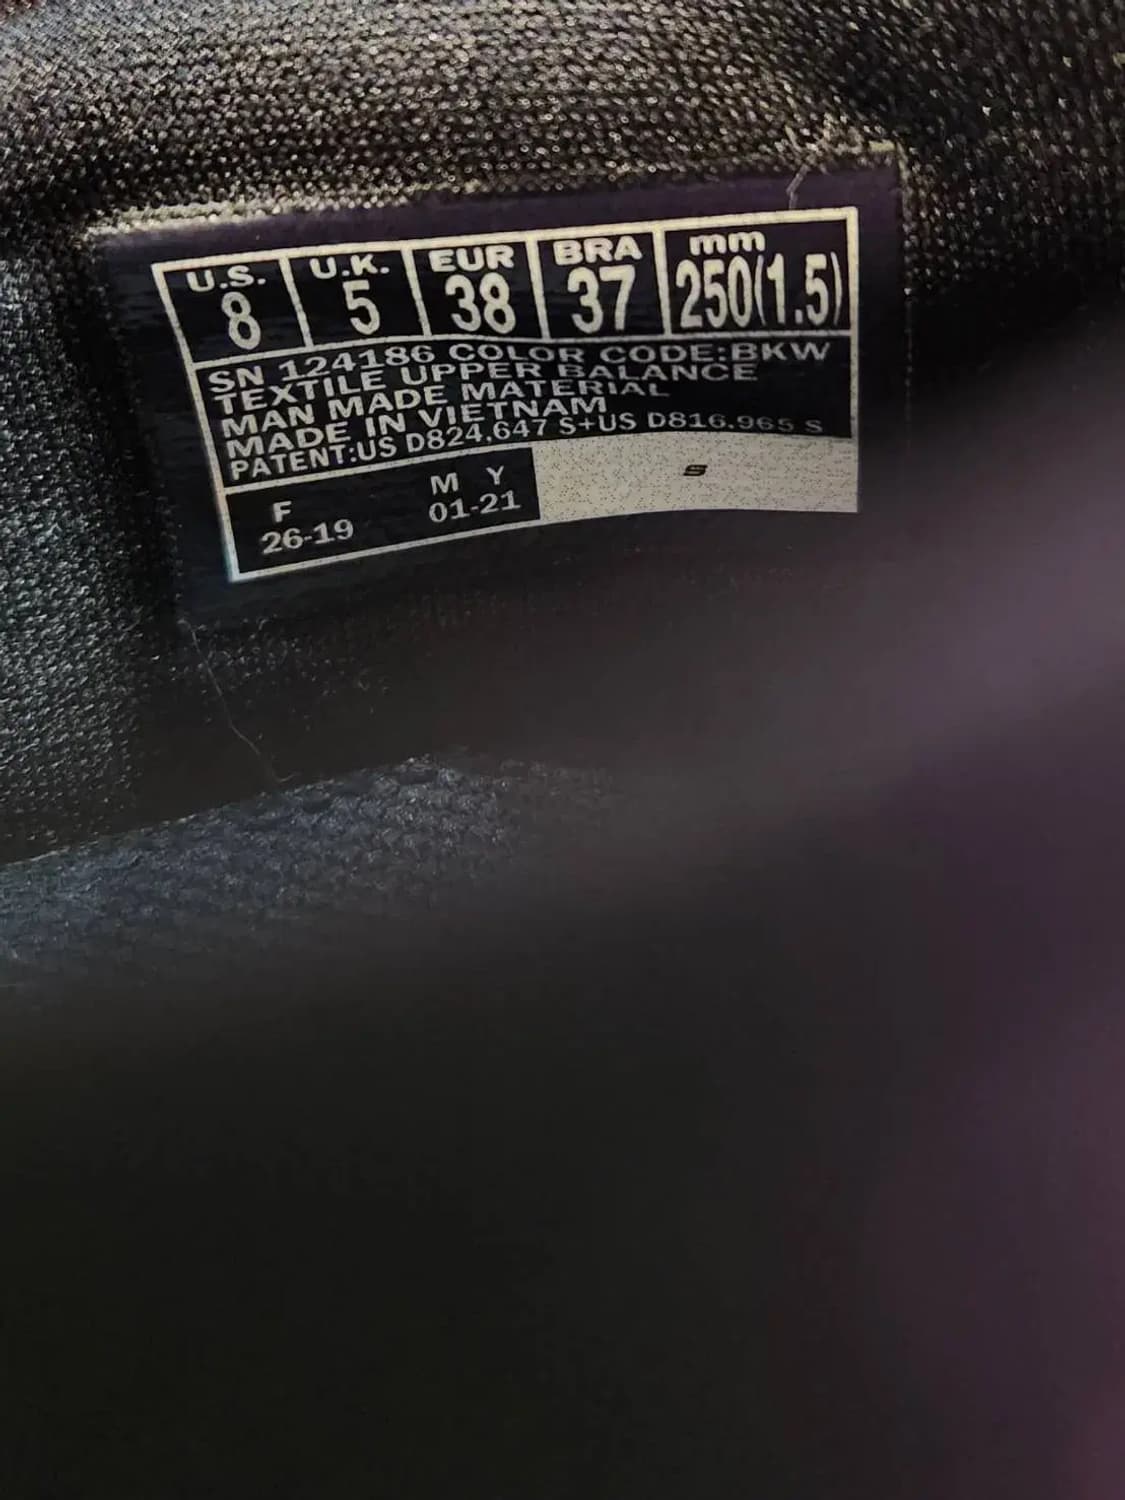 U.S. U.K. EUR BRA mm
8 5 38 37 250(1.5)
SN 124186 COLOR CODE:BKW
TEXTILE UPPER BALANCE
MAN MADE MATERIAL
MADE IN VIETNAM
PATENT:US D824,647 S+US D816,965 S
F M Y
26-19 01-21
S